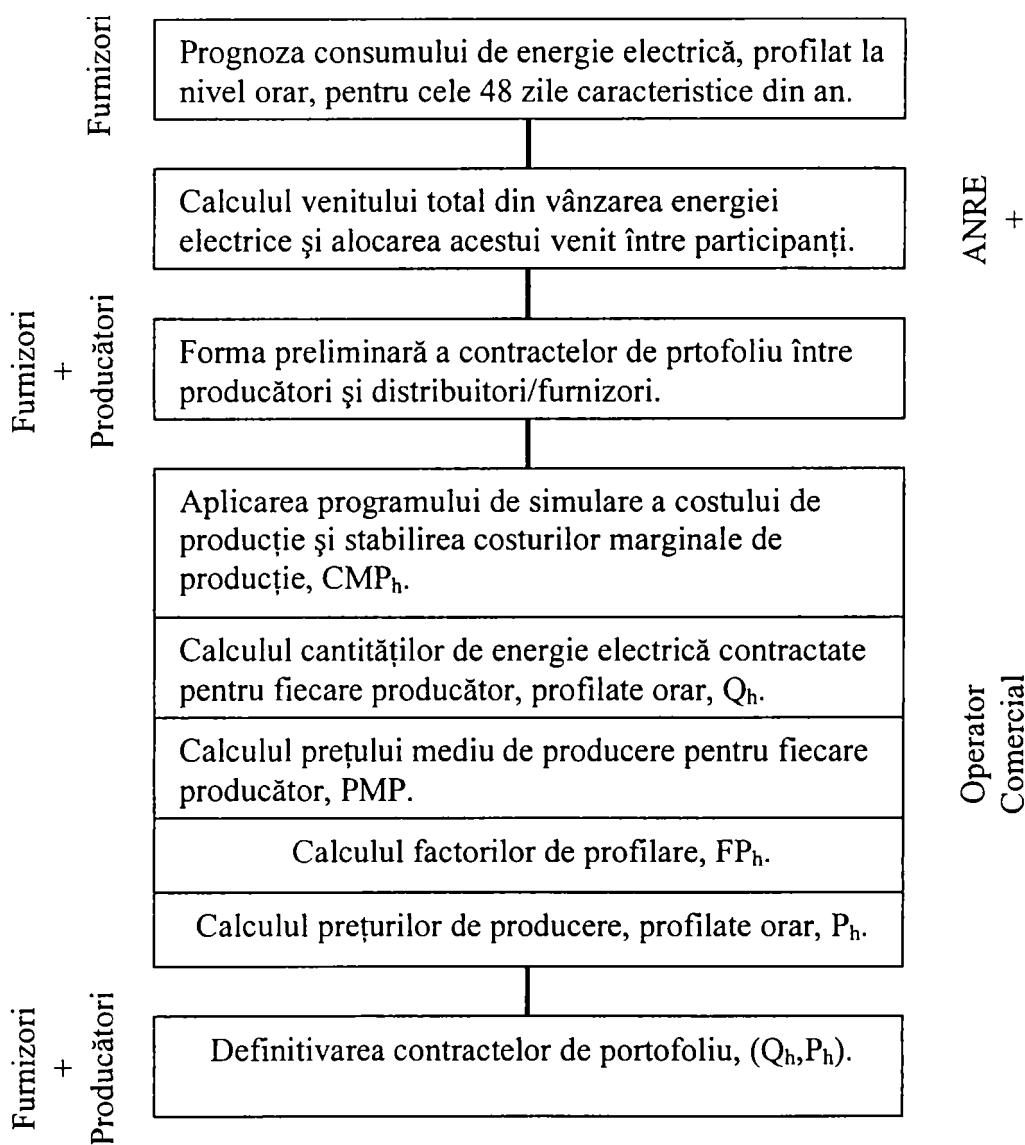 Furnizori
Prognoza consumului de energie electrică, profilat la
nivel orar, pentru cele 48 zile caracteristice din an.
Calculul venitului total din vânzarea energiei
electrice şi alocarea acestui venit între participanţi.
ANRE
+
Furnizori
+
Producători
Forma preliminară a contractelor de prtofoliu între
producători şi distribuitori/furnizori.
Aplicarea programului de simulare a costului de
producţie şi stabilirea costurilor marginale de
producţie, CMPh.
Calculul cantităţilor de energie electrică contractate
pentru fiecare producător, profilate orar, Qh.
Calculul preţului mediu de producere pentru fiecare
producător, PMP.
Calculul factorilor de profilare, FPh.
Calculul preţurilor de producere, profilate orar, Ph.
Operator
Comercial
Furnizori
+
Producători
Definitivarea contractelor de portofoliu, (Qh,Ph).